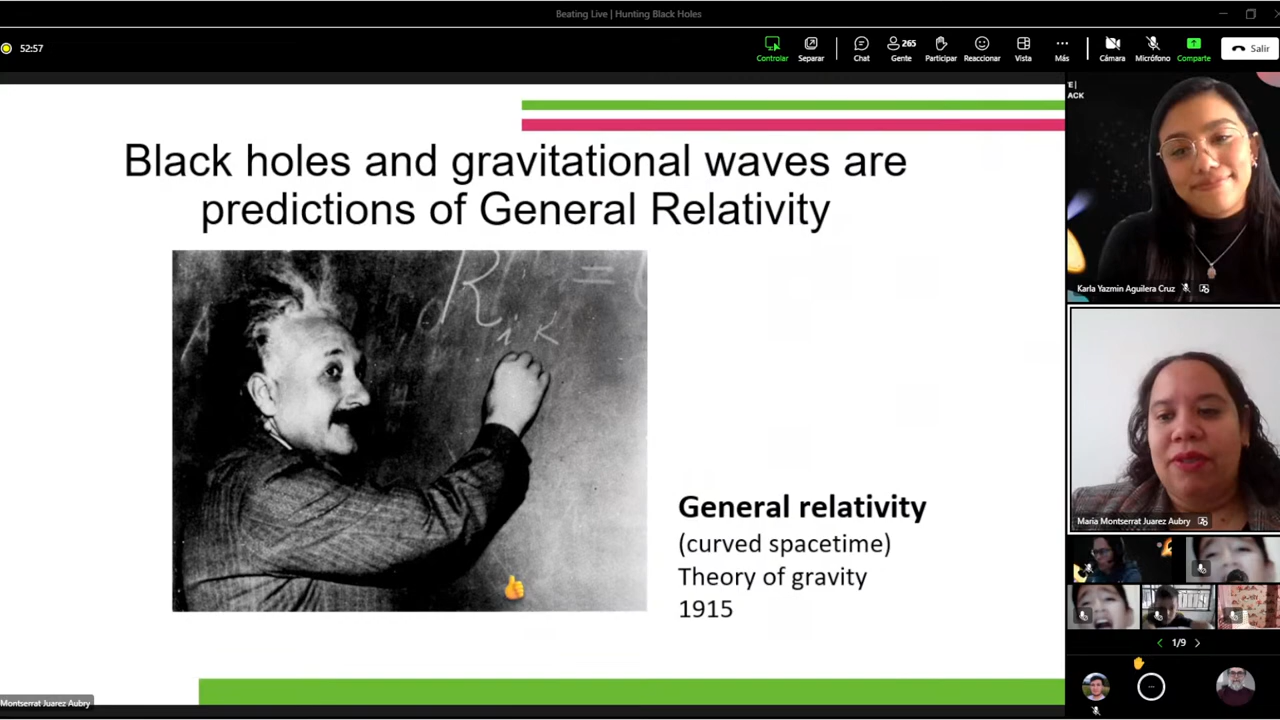 Beating Live | Hunting Black Holes
52:57
Controlar
Separar
Chat
265
Gente
Participar
Reaccionar
Vista
Más
Cámara
Micrófono
Comparte
Salir
Black holes and gravitational waves are
predictions of General Relativity
R
i k
=
General relativity
(curved spacetime)
Theory of gravity
1915
Montserrat Juarez Aubry
ACK
Karla Yazmin Aguilera Cruz
Maria Montserrat Juarez Aubry
1/9